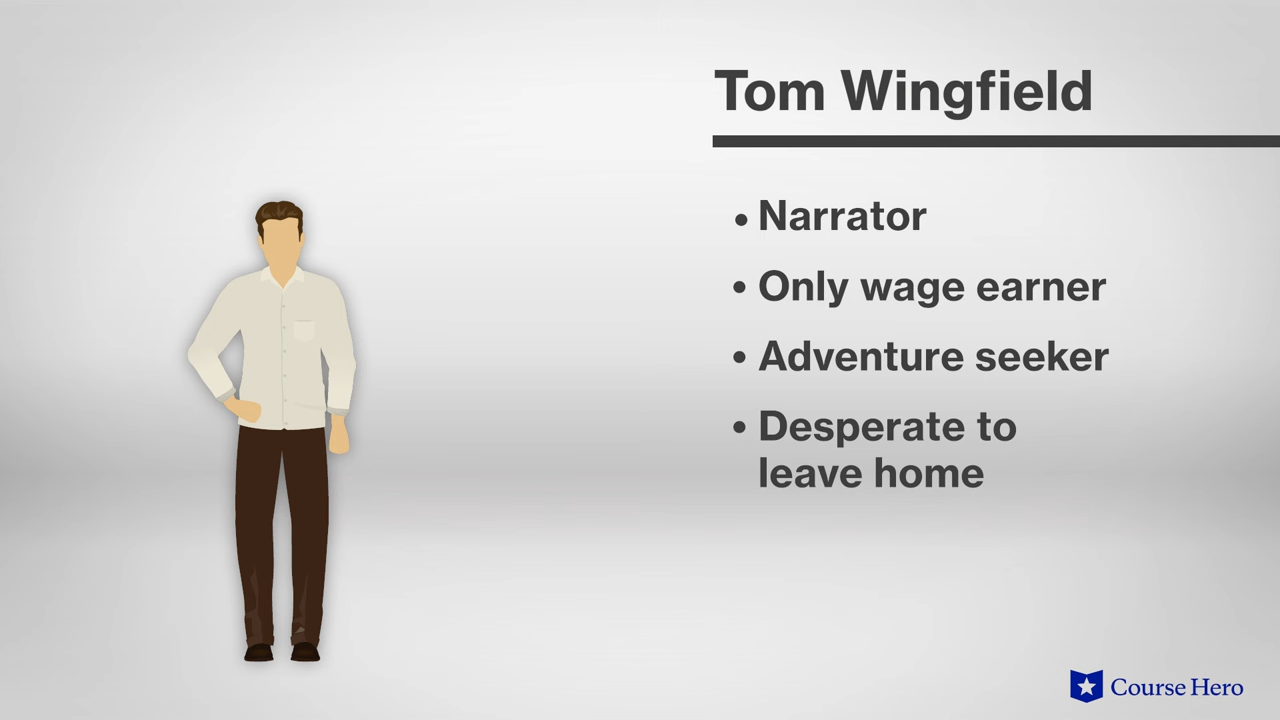 Tom Wingfield
• Narrator
• Only wage earner
• Adventure seeker
• Desperate to
leave home
Course Hero